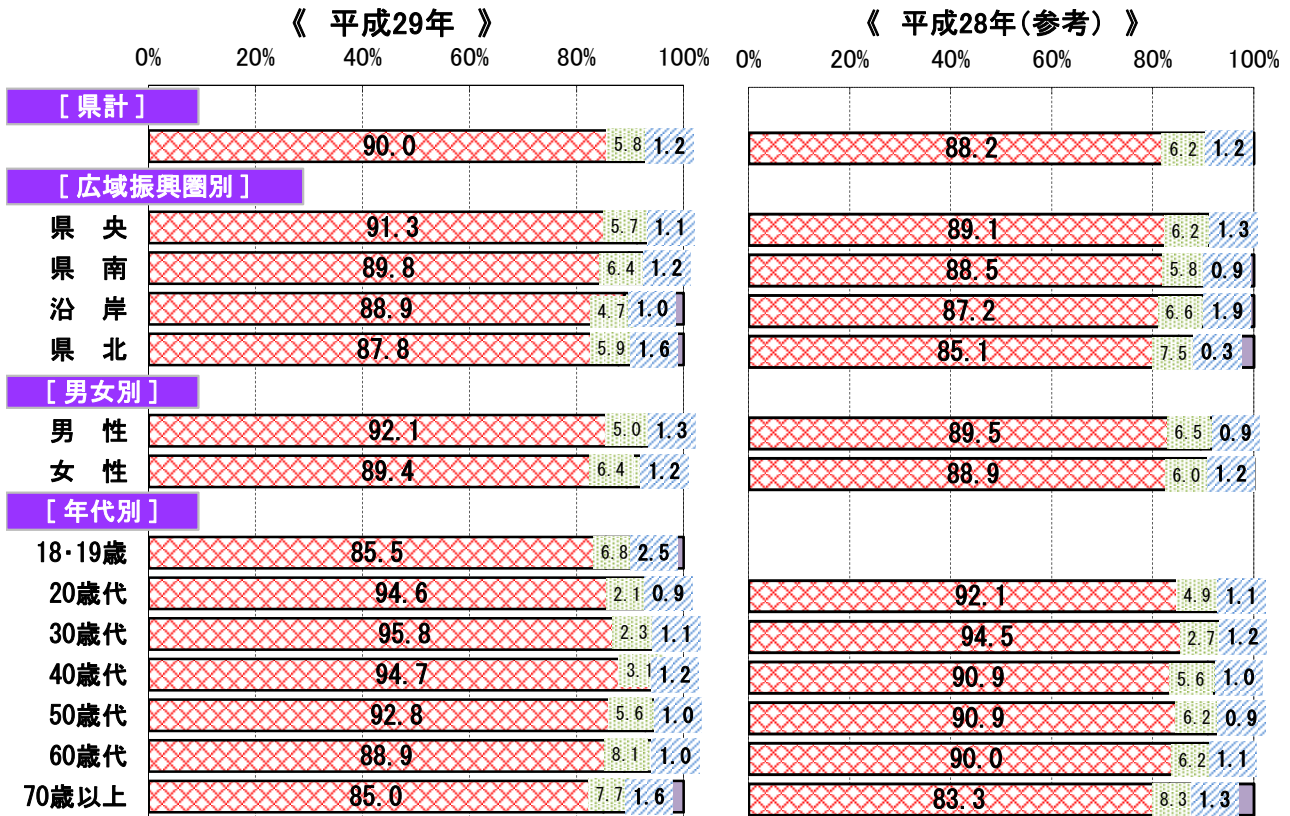 《 平成29年 》 《 平成28年(参考) 》
0% 20% 40% 60% 80% 100% 0% 20% 40% 60% 80% 100%
[ 県計 ]
90.0 5.8 1.2 88.2 6.2 1.2
[ 広域振興圏別 ]
県 央 91.3 5.7 1.1 89.1 6.2 1.3
県 南 89.8 6.4 1.2 88.5 5.8 0.9
沿 岸 88.9 4.7 1.0 87.2 6.6 1.9
県 北 87.8 5.9 1.6 85.1 7.5 0.3
[ 男女別 ]
男 性 92.1 5.0 1.3 89.5 6.5 0.9
女 性 89.4 6.4 1.2 88.9 6.0 1.2
[ 年代別 ]
18・19歳 85.5 6.8 2.5
20歳代 94.6 2.1 0.9 92.1 4.9 1.1
30歳代 95.8 2.3 1.1 94.5 2.7 1.2
40歳代 94.7 3.1 1.2 90.9 5.6 1.0
50歳代 92.8 5.6 1.0 90.9 6.2 0.9
60歳代 88.9 8.1 1.0 90.0 6.2 1.1
70歳以上 85.0 7.7 1.6 83.3 8.3 1.3